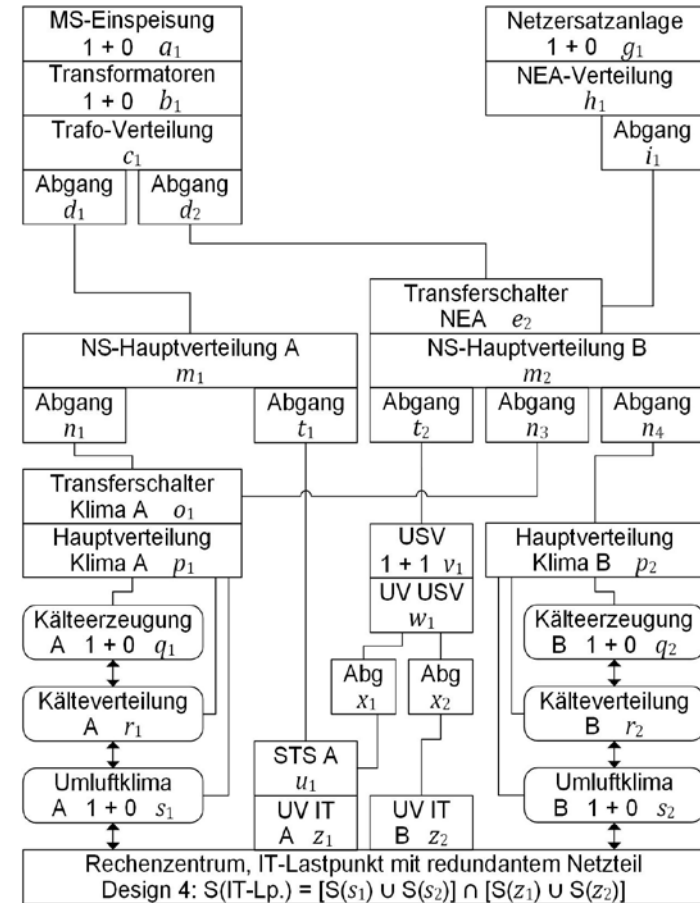 MS-Einspeisung
1 + 0 a₁
Transformatoren
1 + 0 b₁
Trafo-Verteilung
c₁
Abgang
d₁
Abgang
d₂
Netzersatzanlage
1 + 0 g₁
NEA-Verteilung
h₁
Abgang
i₁
Transferschalter
NEA e₂
NS-Hauptverteilung A
m₁
NS-Hauptverteilung B
m₂
Abgang
n₁
Abgang
t₁
Abgang
t₂
Abgang
n₃
Abgang
n₄
Transferschalter
Klima A o₁
Hauptverteilung
Klima A p₁
USV
1 + 1 v₁
UV USV
w₁
Hauptverteilung
Klima B p₂
Kälteerzeugung
A 1 + 0 q₁
Kälteerzeugung
B 1 + 0 q₂
Abg
x₁
Abg
x₂
Kälteverteilung
A r₁
Kälteverteilung
B r₂
STS A
u₁
Umluftklima
A 1 + 0 s₁
UV IT
A z₁
UV IT
B z₂
Umluftklima
B 1 + 0 s₂
Rechenzentrum, IT-Lastpunkt mit redundantem Netzteil
Design 4: S(IT-Lp.) = [S(s₁) ∪ S(s₂)] ∩ [S(z₁) ∪ S(z₂)]